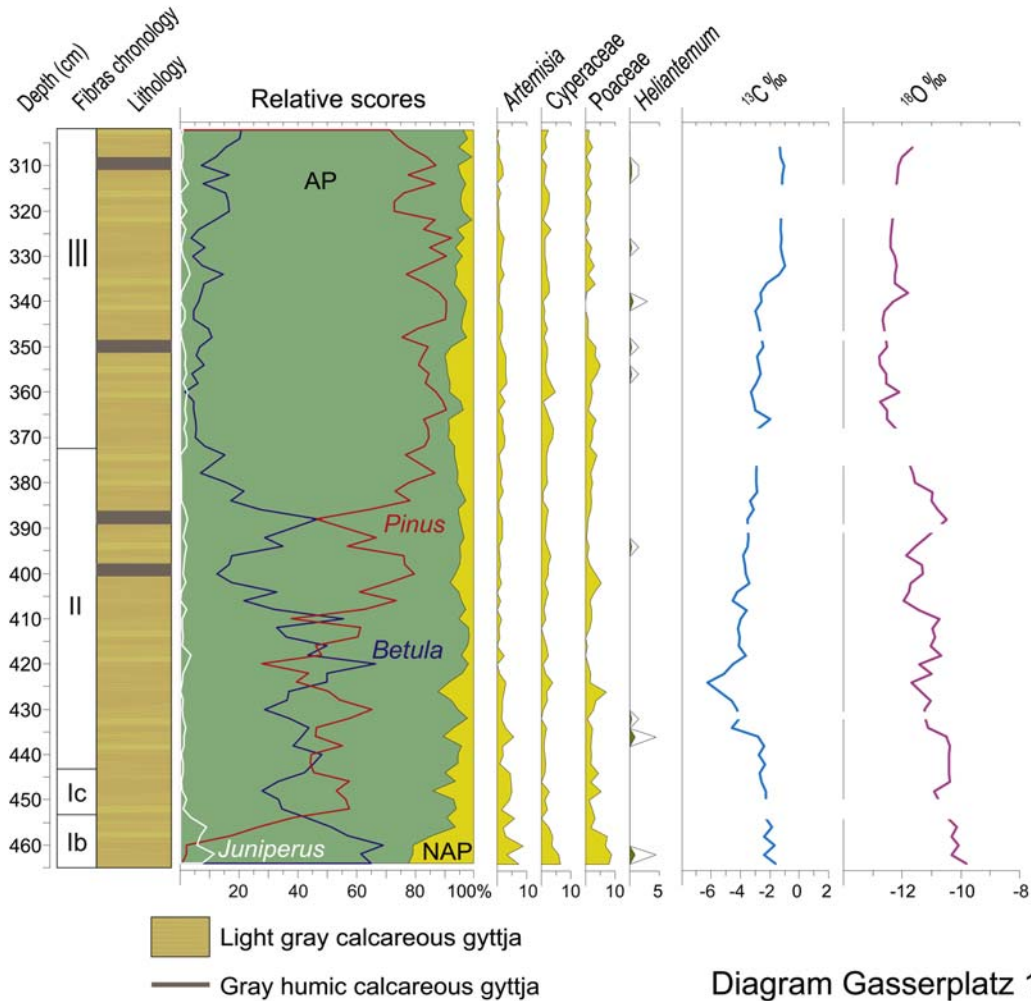 Depth (cm)
Fibras chronology
Lithology
Relative scores
Artemisia
Cyperaceae
Poaceae
Heliantemum
¹³C ‰
¹⁸O ‰
310
320
330
340
350
360
370
380
390
400
410
420
430
440
450
460
III
II
Ic
Ib
AP
Pinus
Betula
Juniperus
NAP
20 40 60 80 100% 10 10 10 5 -6 -4 -2 0 2 -12 -10 -8
Light gray calcareous gyttja
Gray humic calcareous gyttja
Diagram Gasserplatz 1